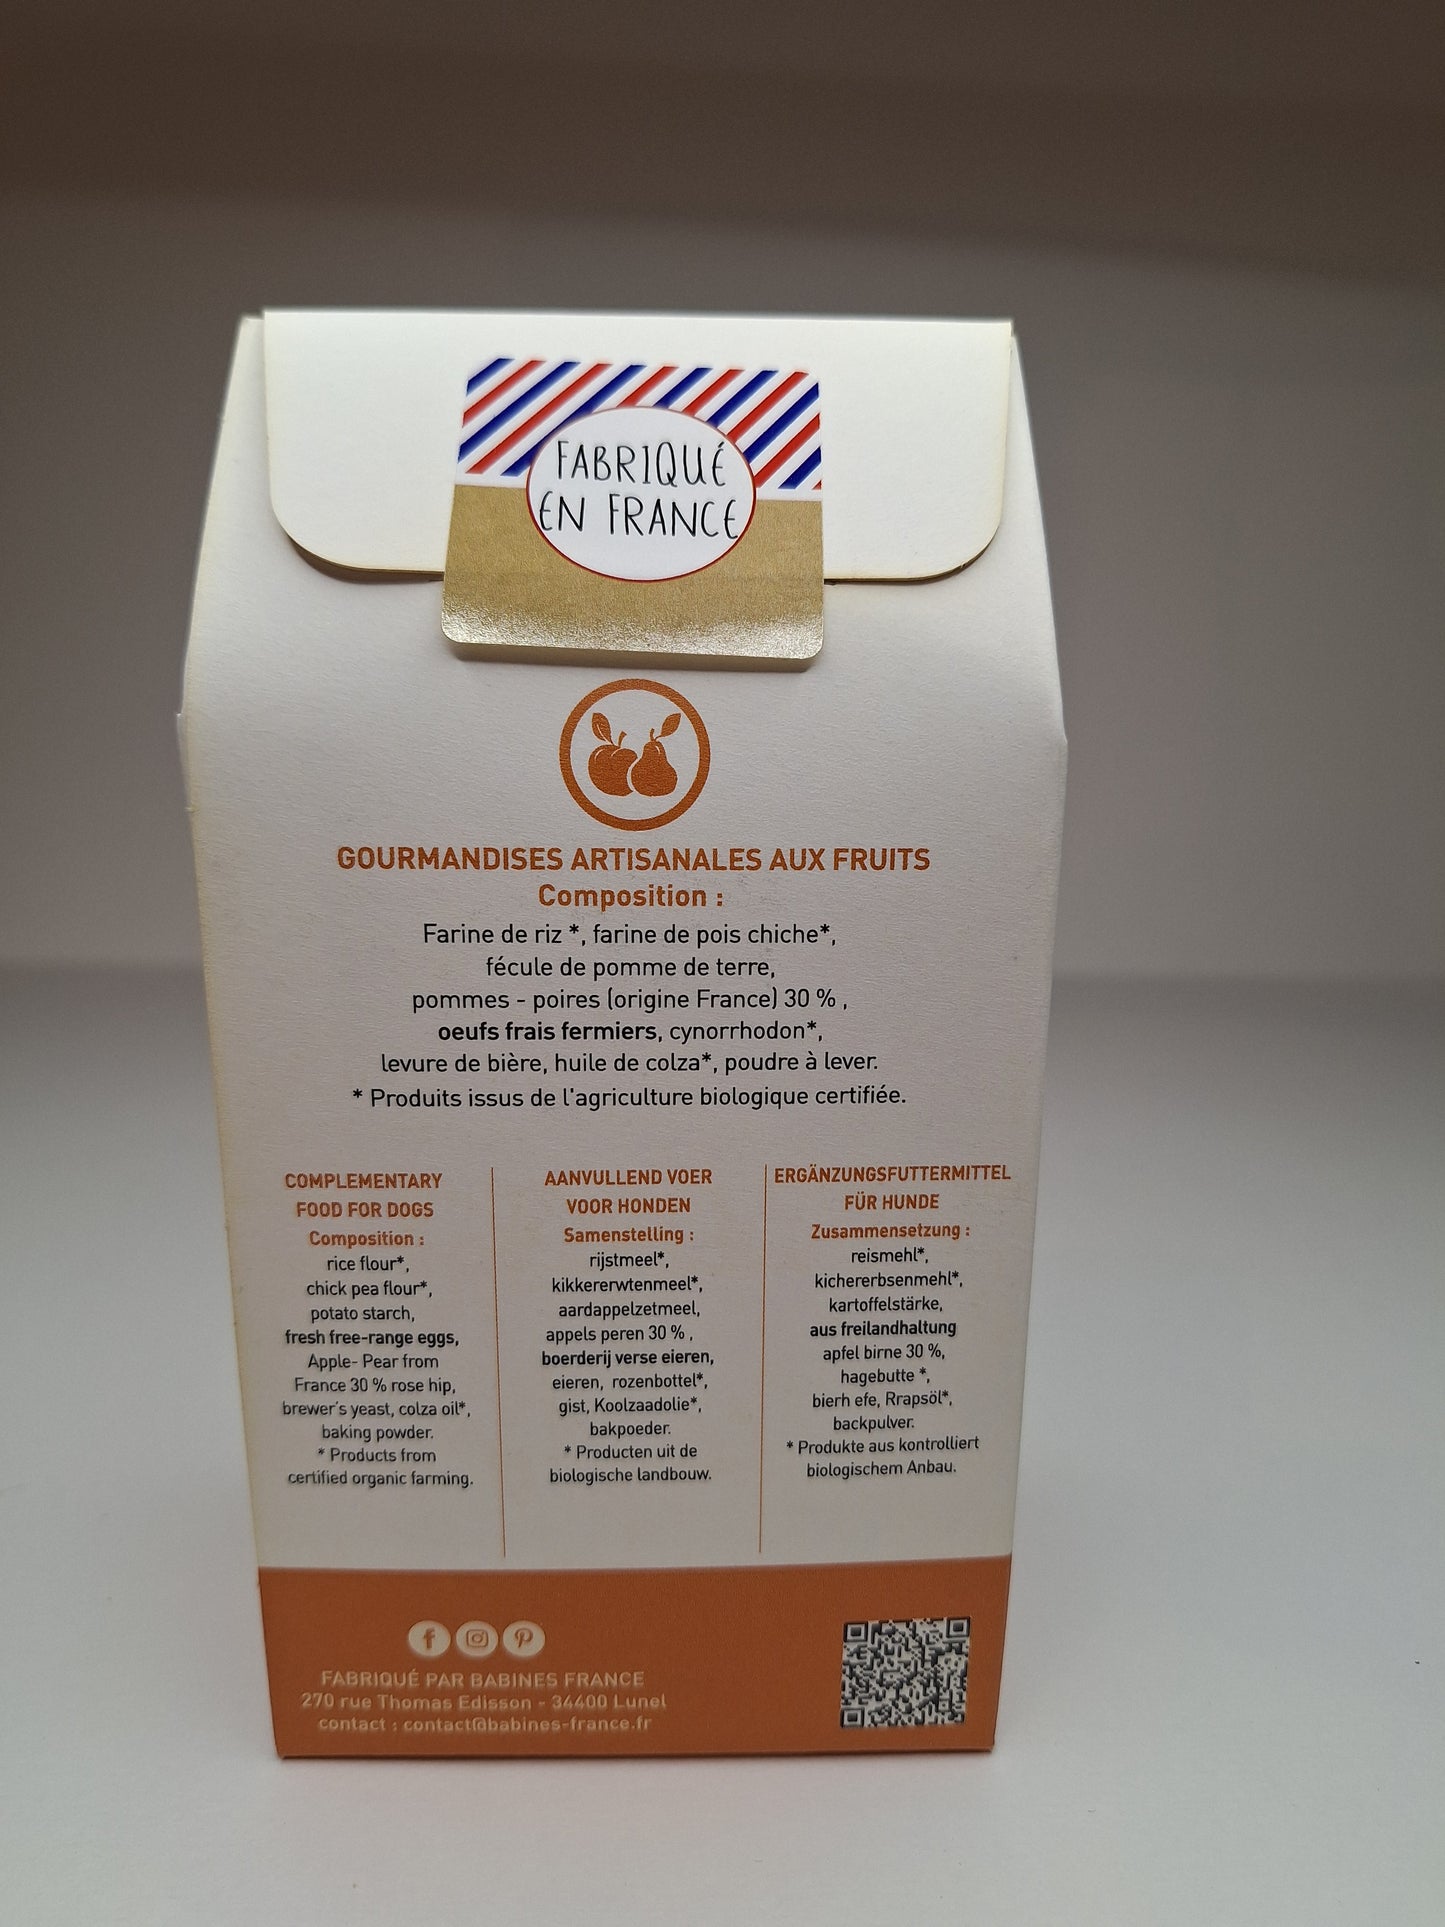 FABRIQUÉ
EN FRANCE
GOURMANDISES ARTISANALES AUX FRUITS
Composition :
Farine de riz *, farine de pois chiche*,
fécule de pomme de terre,
pommes - poires (origine France) 30 % ,
oeufs frais fermiers, cynorrhodon*,
levure de bière, huile de colza*, poudre à lever.
* Produits issus de l'agriculture biologique certifiée.
COMPLEMENTARY
FOOD FOR DOGS
Composition :
rice flour*,
chick pea flour*,
potato starch,
fresh free-range eggs,
Apple- Pear from
France 30 % rose hip,
brewer's yeast, colza oil*,
baking powder.
* Products from
certified organic farming.
AANVULLEND VOER
VOOR HONDEN
Samenstelling :
rijstmeel*,
kikkererwtenmeel*,
aardappelzetmeel,
appels peren 30 % ,
boerderij verse eieren,
eieren, rozenbottel*,
gist, Koolzaadolie*,
bakpoeder.
* Producten uit de
biologische landbouw.
ERGÄNZUNGSFUTTERMITTEL
FÜR HUNDE
Zusammensetzung :
reismehl*,
kichererbsenmehl*,
kartoffelstärke,
aus freilandhaltung
apfel birne 30 %,
hagebutte *,
bierh efe, Rrapsöl*,
backpulver.
* Produkte aus kontrolliert
biologischem Anbau.
FABRIQUÉ PAR BABINES FRANCE
270 rue Thomas Edisson - 34400 Lunel
contact : contact@babines-france.fr